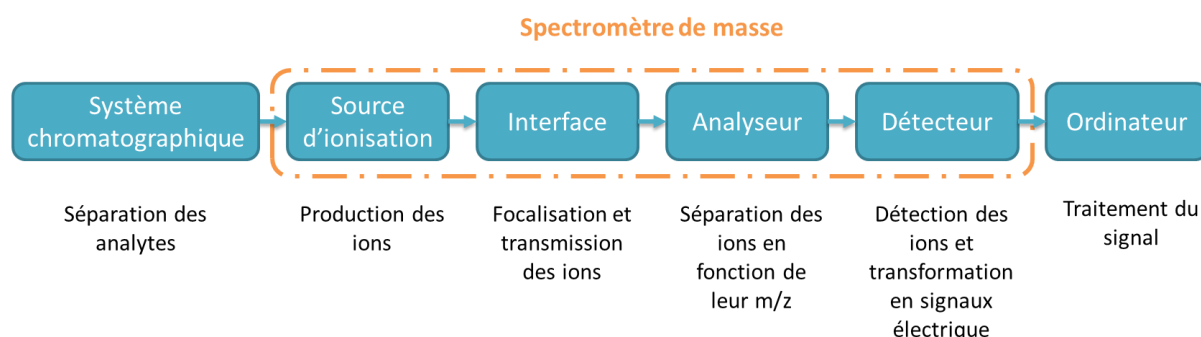 Spectromètre de masse
Système
chromatographique
Source
d'ionisation
Interface
Analyseur
Détecteur
Ordinateur
Séparation des
analytes
Production des
ions
Focalisation et
transmission
des ions
Séparation des
ions en
fonction de
leur m/z
Détection des
ions et
transformation
en signaux
électrique
Traitement du
signal